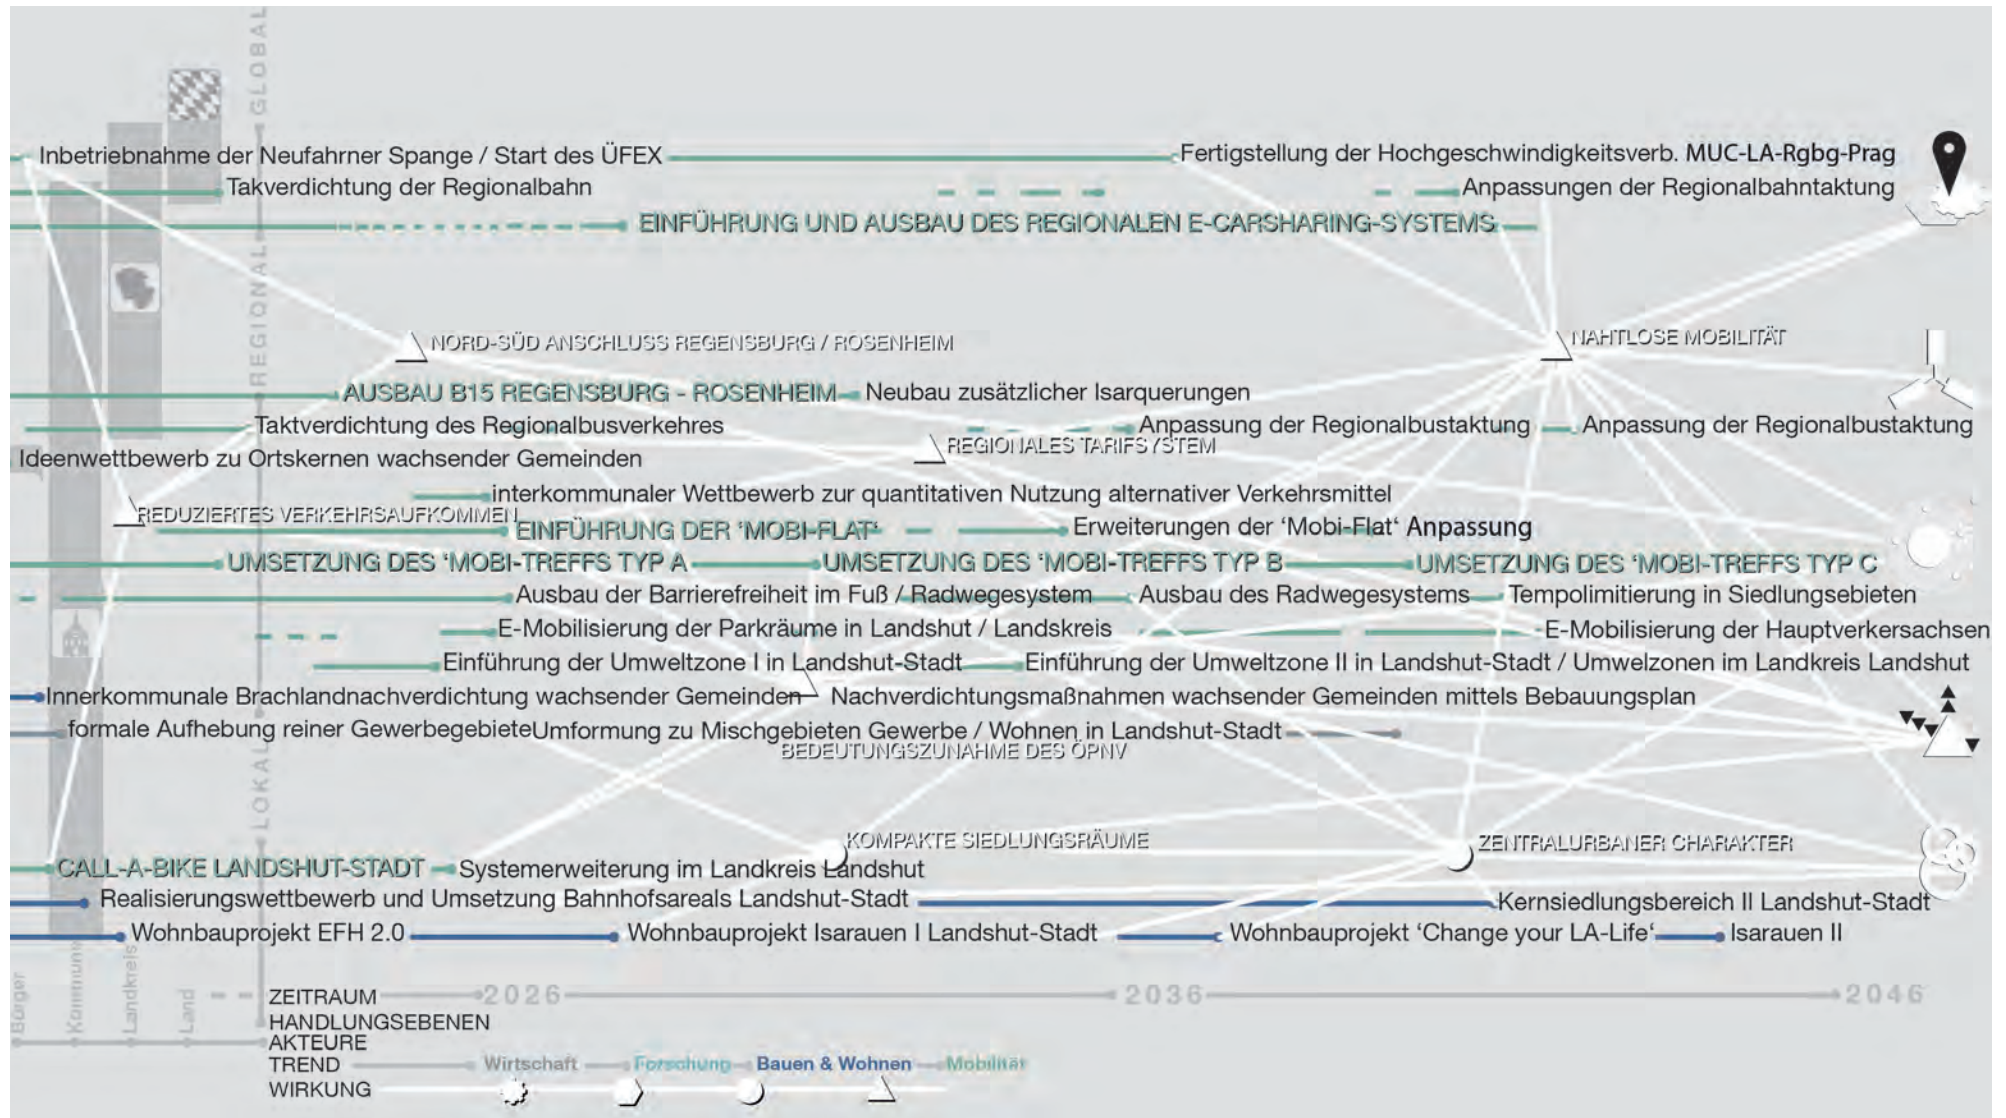 GLOBAL
Inbetriebnahme der Neufahrner Spange / Start des ÜFEX
Fertigstellung der Hochgeschwindigkeitsverb. MUC-LA-Rgbg-Prag
Takverdichtung der Regionalbahn
Anpassungen der Regionalbahntaktung
EINFÜHRUNG UND AUSBAU DES REGIONALEN E-CARSHARING-SYSTEMS
REGIONAL
NORD-SÜD ANSCHLUSS REGENSBURG / ROSENHEIM
NAHTLOSE MOBILITÄT
AUSBAU B15 REGENSBURG - ROSENHEIM
Neubau zusätzlicher Isarquerungen
Taktverdichtung des Regionalbusverkehres
Anpassung der Regionalbustaktung
Anpassung der Regionalbustaktung
REGIONALES TARIFSYSTEM
Ideenwettbewerb zu Ortskernen wachsender Gemeinden
interkommunaler Wettbewerb zur quantitativen Nutzung alternativer Verkehrsmittel
REDUZIERTES VERKEHRSAUFKOMMEN
EINFÜHRUNG DER 'MOBI-FLAT'
Erweiterungen der 'Mobi-Flat' Anpassung
UMSETZUNG DES 'MOBI-TREFFS TYP A
UMSETZUNG DES 'MOBI-TREFFS TYP B
UMSETZUNG DES 'MOBI-TREFFS TYP C
Ausbau der Barrierefreiheit im Fuß / Radwegesystem
Ausbau des Radwegesystems
Tempolimitierung in Siedlungsebieten
E-Mobilisierung der Parkräume in Landshut / Landskreis
E-Mobilisierung der Hauptverkersachsen
Einführung der Umweltzone I in Landshut-Stadt
Einführung der Umweltzone II in Landshut-Stadt / Umwelzonen im Landkreis Landshut
Innerkommunale Brachlandnachverdichtung wachsender Gemeinden
Nachverdichtungsmaßnahmen wachsender Gemeinden mittels Bebauungsplan
formale Aufhebung reiner Gewerbegebiete
Umformung zu Mischgebieten Gewerbe / Wohnen in Landshut-Stadt
BEDEUTUNGSZUNAHME DES ÖPNV
LOKAL
KOMPAKTE SIEDLUNGSRÄUME
ZENTRALURBANER CHARAKTER
CALL-A-BIKE LANDSHUT-STADT
Systemerweiterung im Landkreis Landshut
Realisierungswettbewerb und Umsetzung Bahnhofsareals Landshut-Stadt
Kernsiedlungsbereich II Landshut-Stadt
Wohnbauprojekt EFH 2.0
Wohnbauprojekt Isarauen I Landshut-Stadt
Wohnbauprojekt 'Change your LA-Life'
Isarauen II
Bürger
Kommune
Landkreis
Land
ZEITRAUM
2026
2036
2046
HANDLUNGSEBENEN
AKTEURE
TREND
Wirtschaft
Forschung
Bauen & Wohnen
Mobilität
WIRKUNG